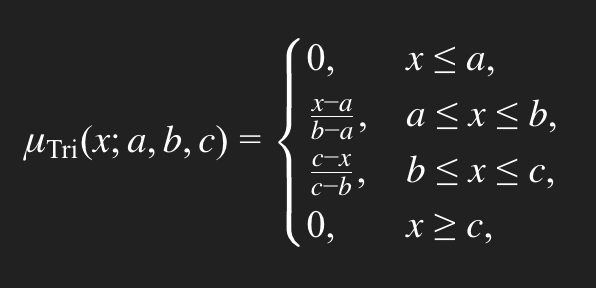 μTri(x; a, b, c) = { 0, x ≤ a,
x−a/b−a, a ≤ x ≤ b,
c−x/c−b, b ≤ x ≤ c,
0, x ≥ c,